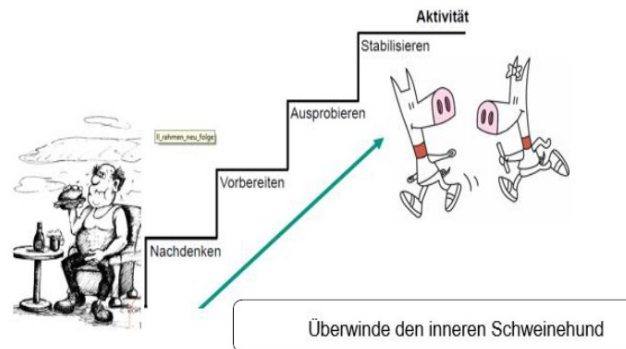 Aktivität
Stabilisieren
Ausprobieren
Vorbereiten
Nachdenken
Überwinde den inneren Schweinehund